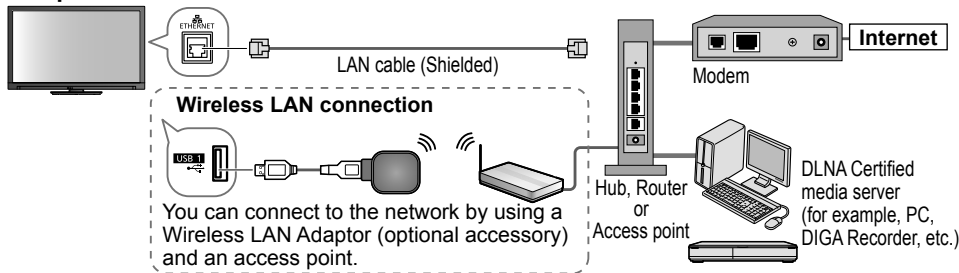 ETHERNET
LAN cable (Shielded)
Internet
Modem
Wireless LAN connection
USB 1
You can connect to the network by using a
Wireless LAN Adaptor (optional accessory)
and an access point.
Hub, Router
or
Access point
DLNA Certified
media server
(for example, PC,
DIGA Recorder, etc.)